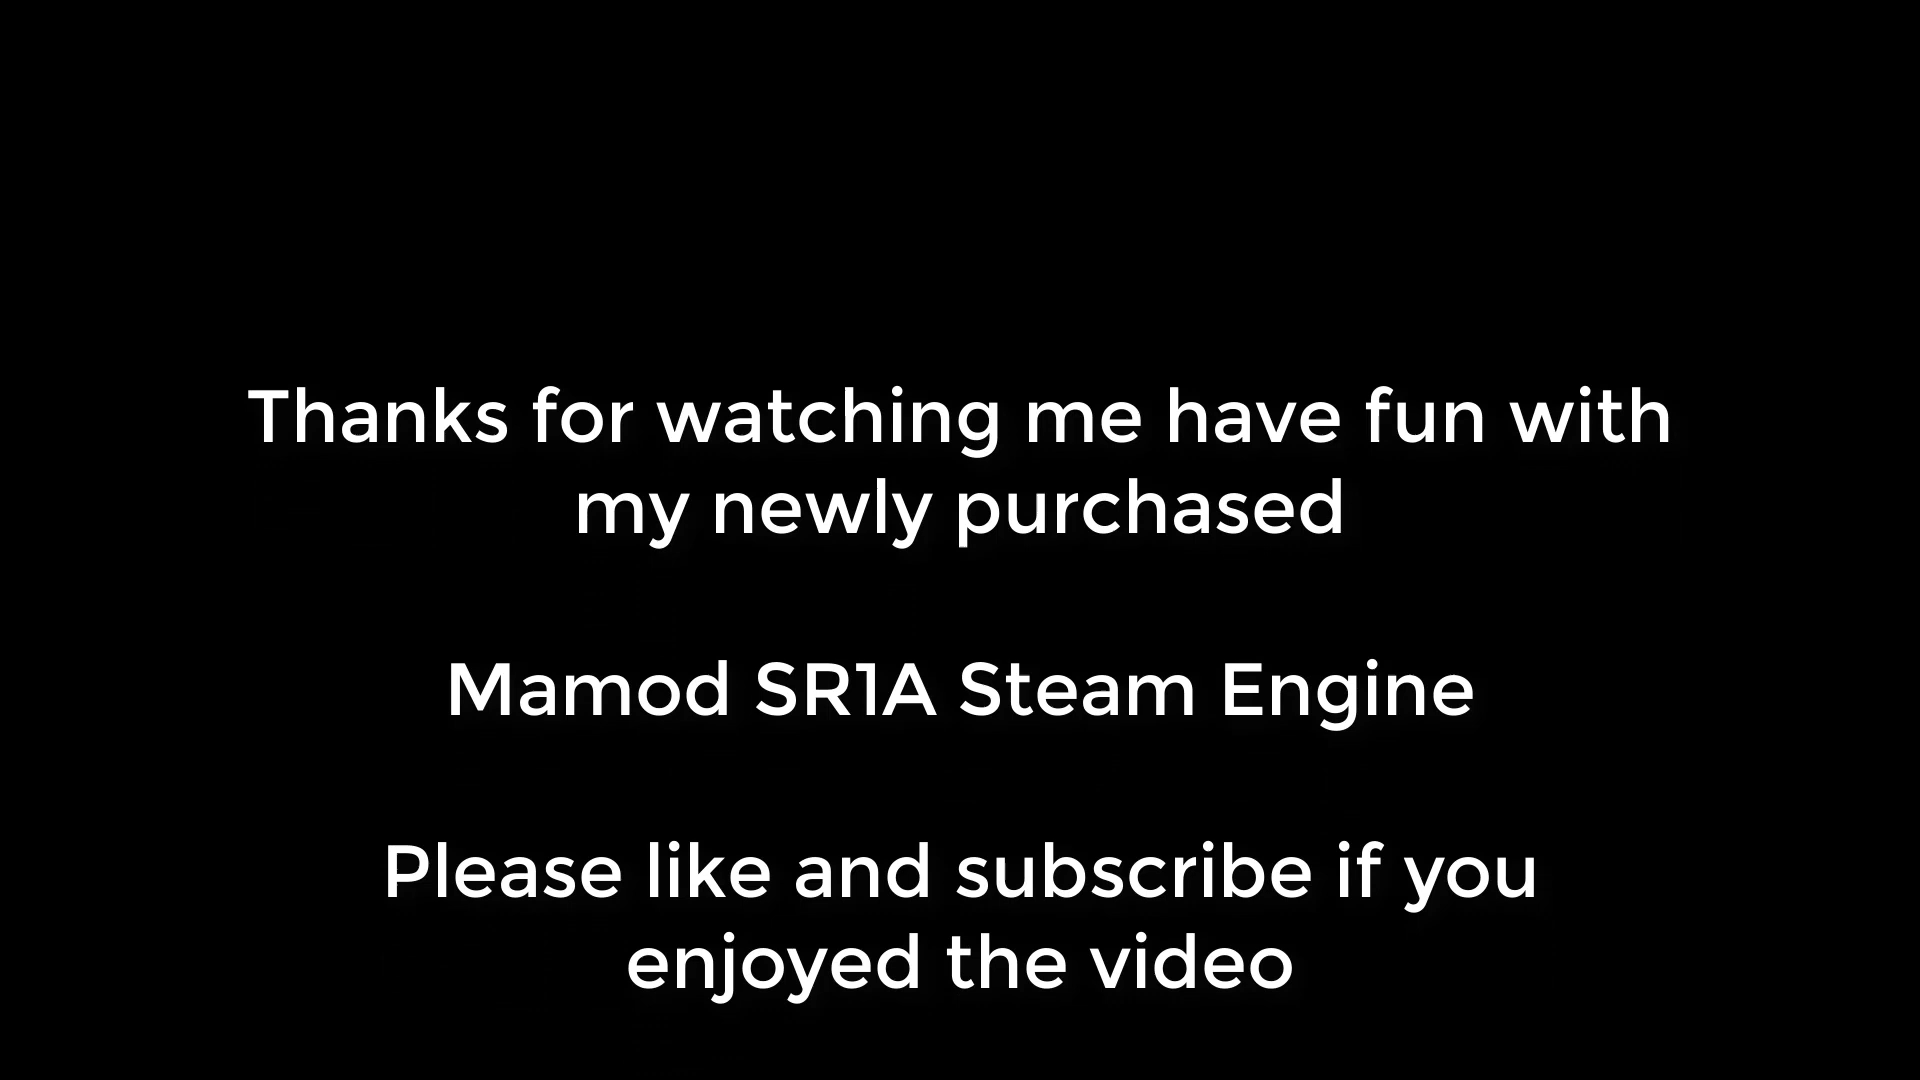 Thanks for watching me have fun with
my newly purchased
Mamod SR1A Steam Engine
Please like and subscribe if you
enjoyed the video